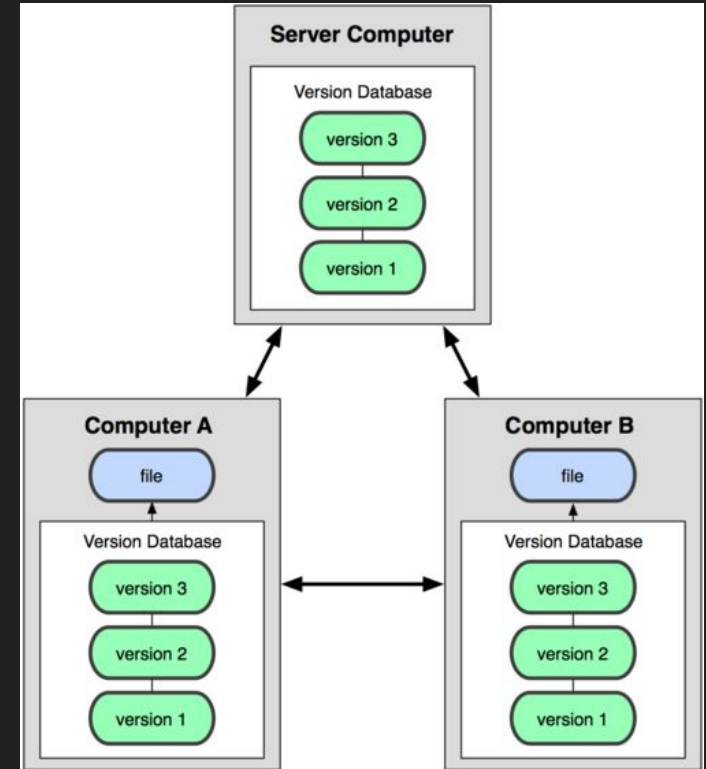 Server Computer
Version Database
version 3
version 2
version 1
Computer A
file
Version Database
version 3
version 2
version 1
Computer B
file
Version Database
version 3
version 2
version 1